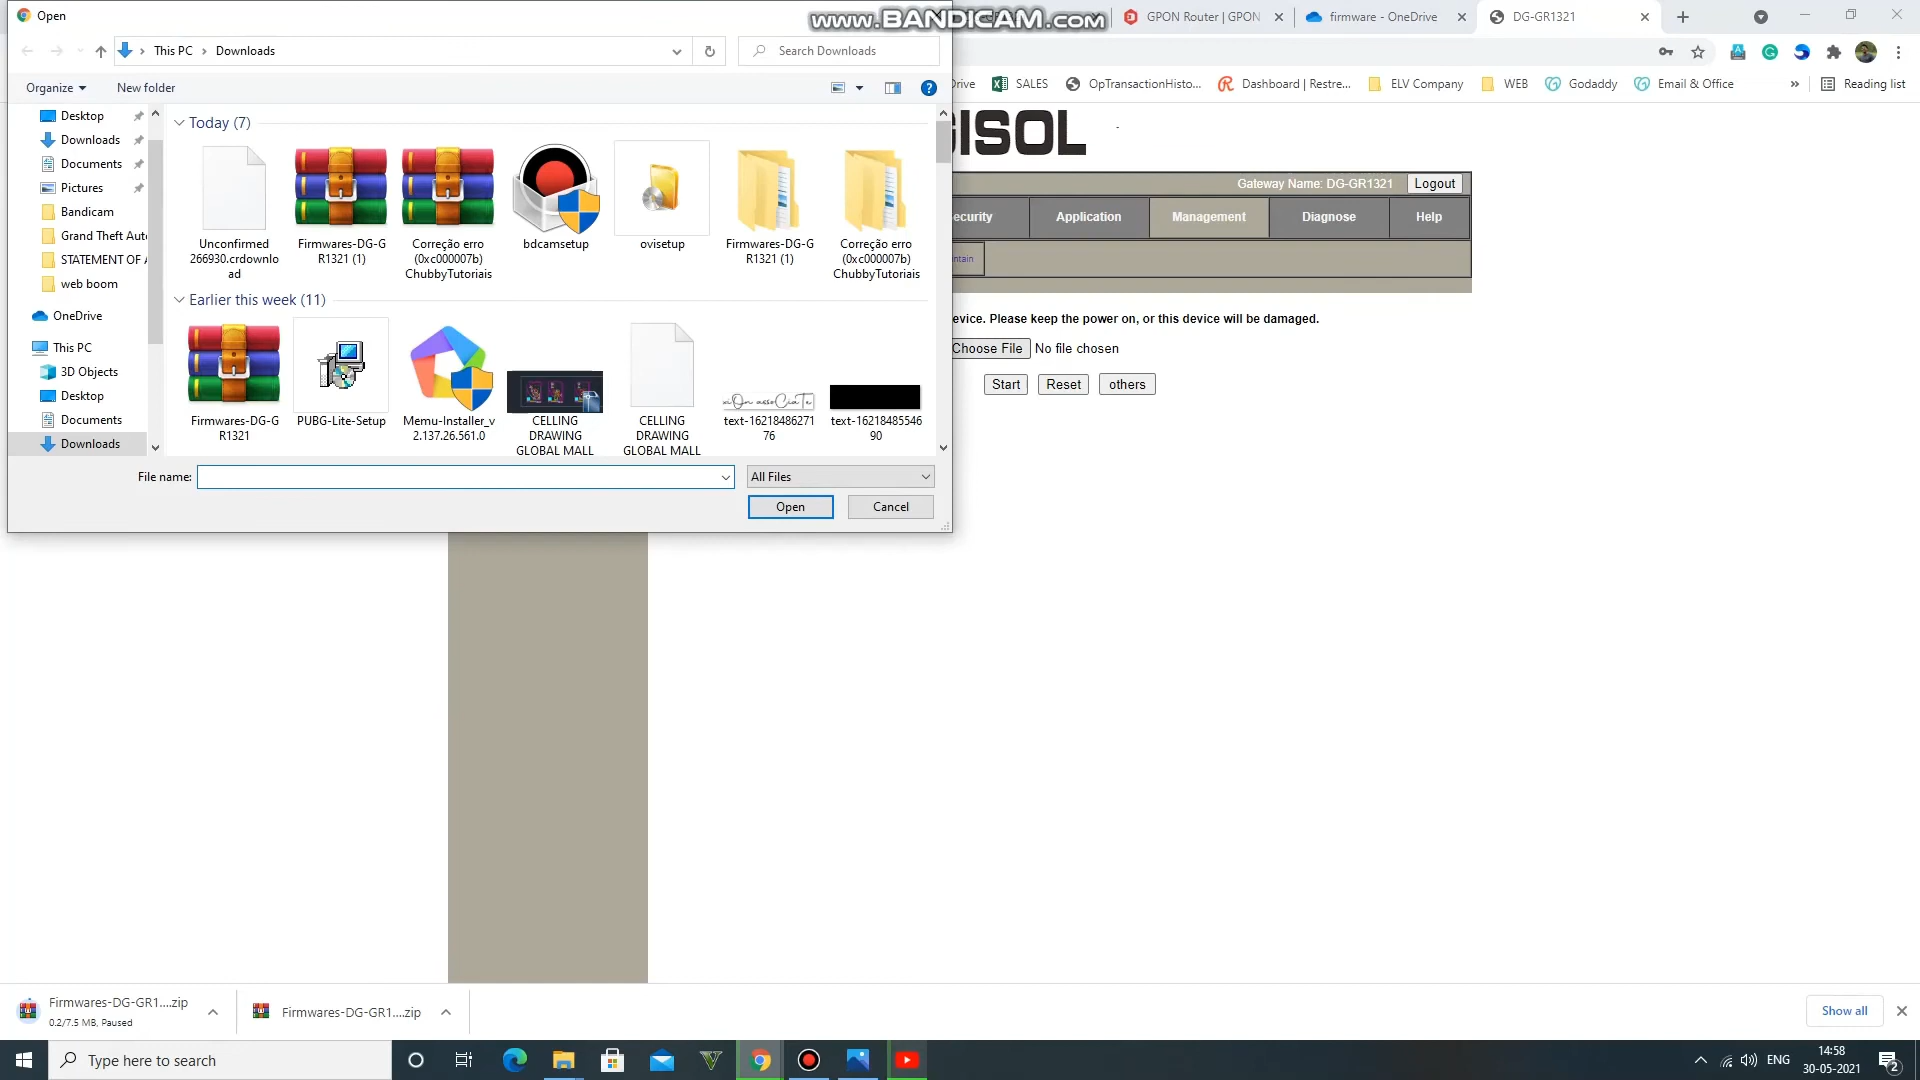 Open
www.BANDICAM.com
GPON Router | GPON
firmware - OneDrive
DG-GR1321
This PC
Downloads
Search Downloads
Organize
New folder
rive
SALES
OpTransactionHisto...
Dashboard | Restre...
ELV Company
WEB
Godaddy
Email & Office
»
Reading list
Desktop
Downloads
Documents
Pictures
Bandicam
Grand Theft Auto
STATEMENT OF A
web boom
OneDrive
This PC
3D Objects
Desktop
Documents
Downloads
Today (7)
Unconfirmed
266930.crdownlo
ad
Firmwares-DG-G
R1321 (1)
Correção erro
(0xc000007b)
ChubbyTutoriais
bdcamsetup
ovisetup
Firmwares-DG-G
R1321 (1)
Correção erro
(0xc000007b)
ChubbyTutoriais
Earlier this week (11)
Firmwares-DG-G
R1321
PUBG-Lite-Setup
Memu-Installer_v
2.137.26.561.0
CELLING
DRAWING
GLOBAL MALL
CELLING
DRAWING
GLOBAL MALL
xiOn assoCiaTe
text-16218486271
76
text-16218485546
90
File name:
All Files
Open
Cancel
GISOL
Gateway Name: DG-GR1321
Logout
ecurity
Application
Management
Diagnose
Help
ntain
evice. Please keep the power on, or this device will be damaged.
Choose File
No file chosen
Start
Reset
others
Firmwares-DG-GR1....zip
0.2/7.5 MB, Paused
Firmwares-DG-GR1....zip
Show all
Type here to search
ENG
14:58
30-05-2021
2